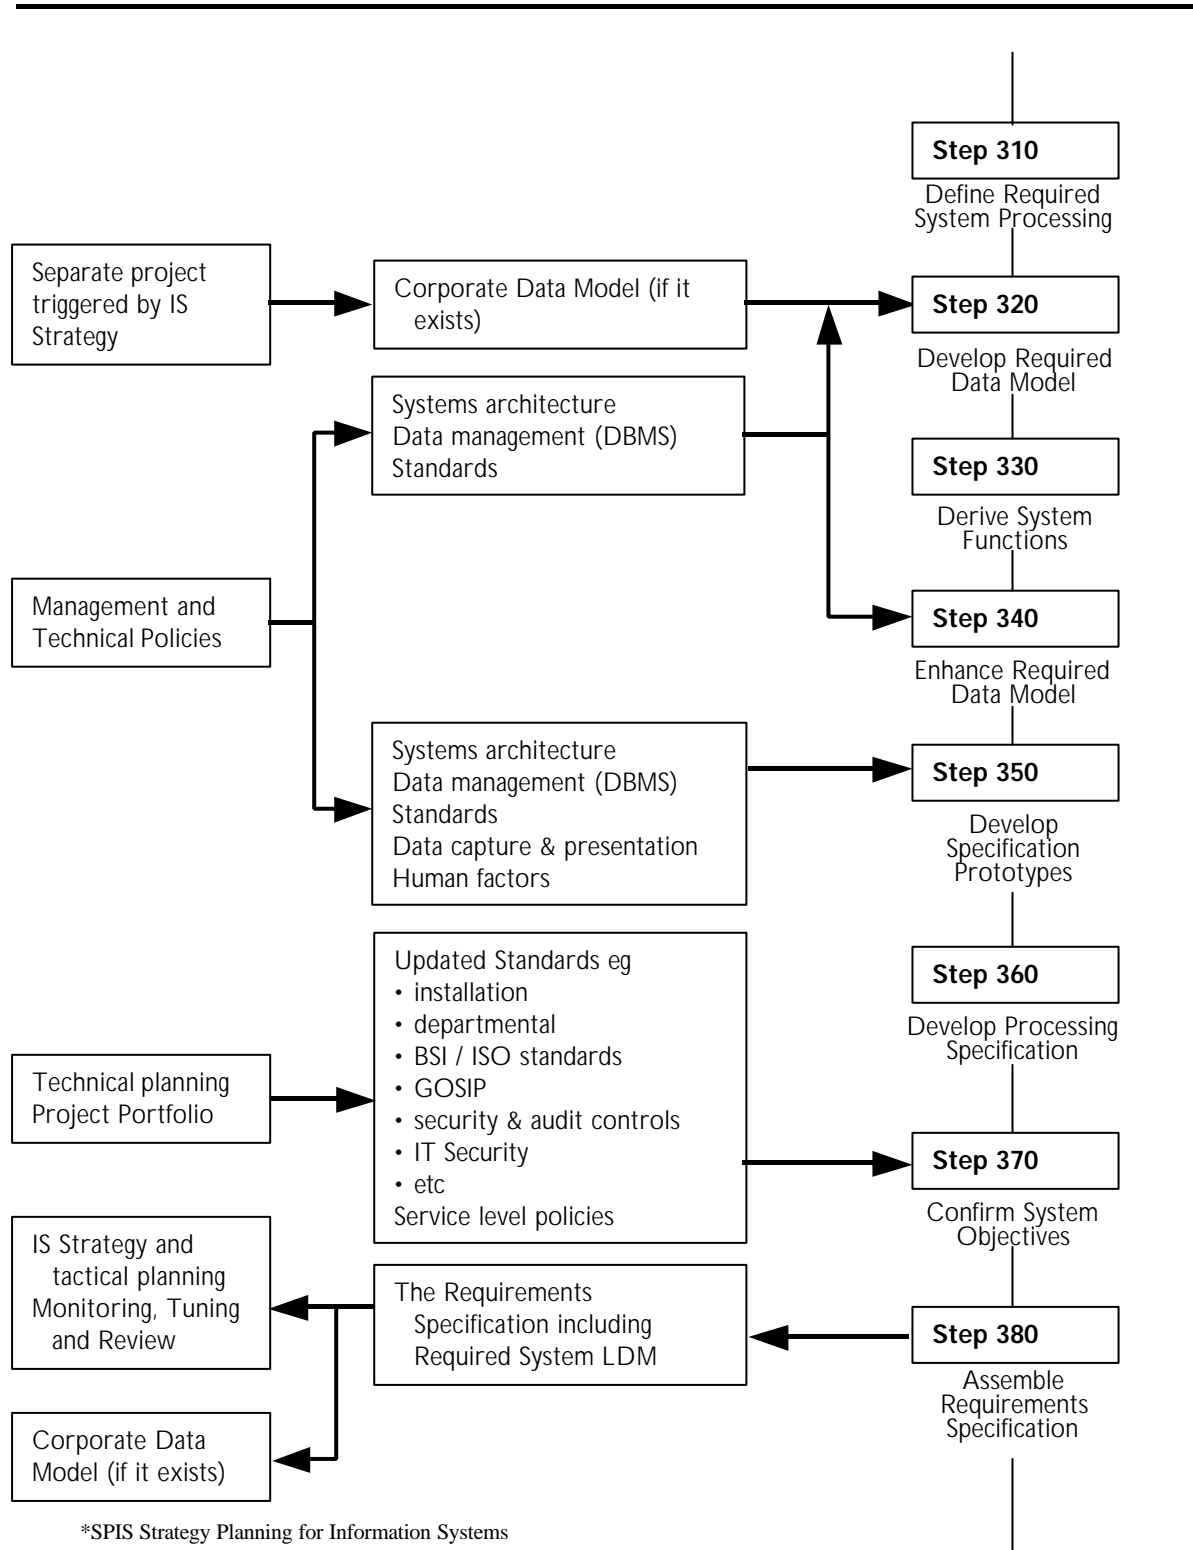 Step 310
Define Required
System Processing
Separate project
triggered by IS
Strategy
Corporate Data Model (if it
exists)
Step 320
Develop Required
Data Model
Systems architecture
Data management (DBMS)
Standards
Step 330
Derive System
Functions
Management and
Technical Policies
Step 340
Enhance Required
Data Model
Systems architecture
Data management (DBMS)
Standards
Data capture & presentation
Human factors
Step 350
Develop
Specification
Prototypes
Updated Standards eg
• installation
• departmental
• BSI / ISO standards
• GOSIP
• security & audit controls
• IT Security
• etc
Service level policies
Step 360
Develop Processing
Specification
Technical planning
Project Portfolio
Step 370
Confirm System
Objectives
IS Strategy and
tactical planning
Monitoring, Tuning
and Review
The Requirements
Specification including
Required System LDM
Step 380
Assemble
Requirements
Specification
Corporate Data
Model (if it exists)
*SPIS Strategy Planning for Information Systems